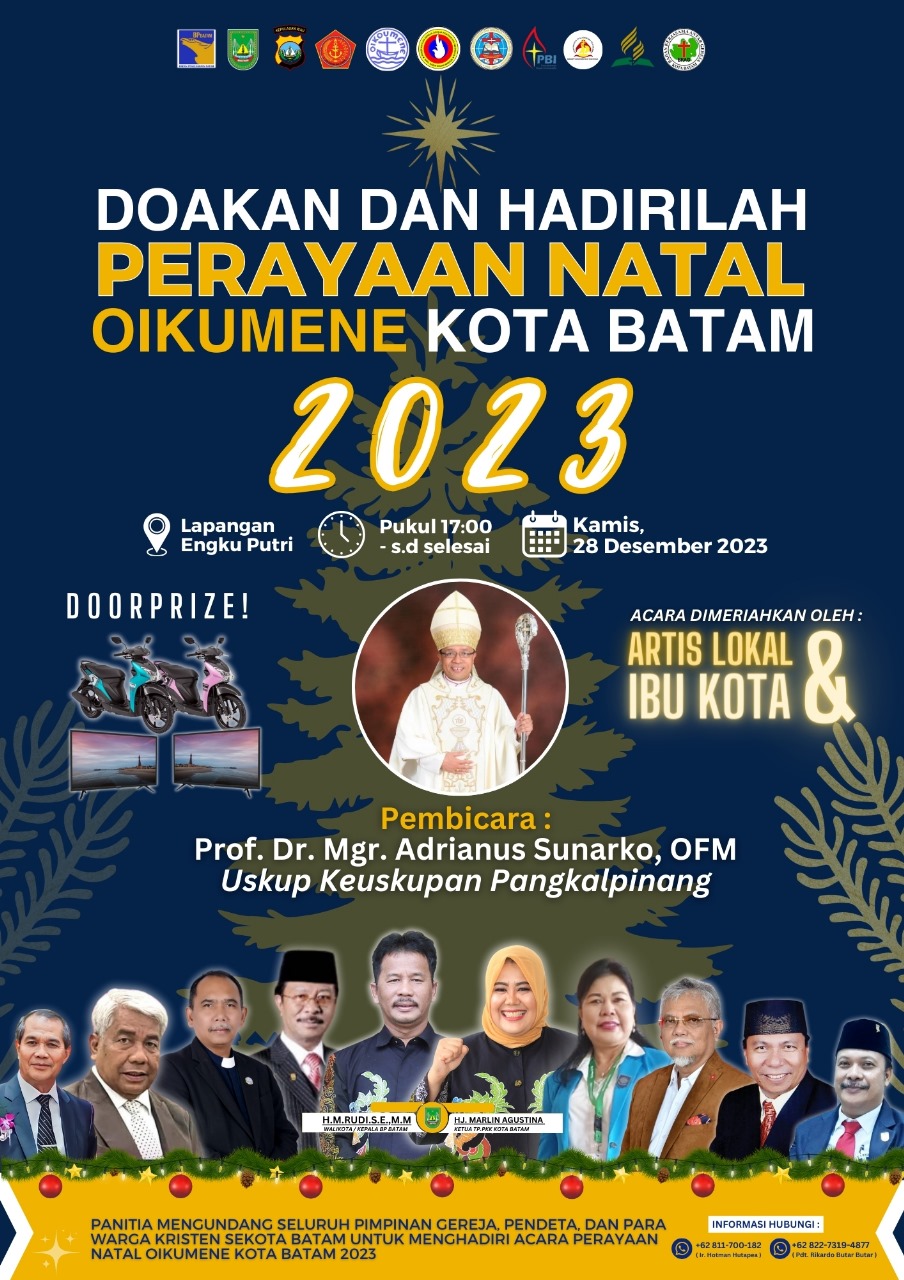 OIKOUMENE
PBI
DOAKAN DAN HADIRILAH
PERAYAAN NATAL
OIKUMENE KOTA BATAM
2023
Lapangan
Engku Putri
Pukul 17:00
- s.d selesai
Kamis,
28 Desember 2023
DOORPRIZE!
ACARA DIMERIAHKAN OLEH :
ARTIS LOKAL
IBU KOTA &
Pembicara :
Prof. Dr. Mgr. Adrianus Sunarko, OFM
Uskup Keuskupan Pangkalpinang
H.M.RUDI.S.E.,M.M
WALIKOTA / KEPALA BP BATAM
HJ. MARLIN AGUSTINA
KETUA TP.PKK KOTA BATAM
PANITIA MENGUNDANG SELURUH PIMPINAN GEREJA, PENDETA, DAN PARA
WARGA KRISTEN SEKOTA BATAM UNTUK MENGHADIRI ACARA PERAYAAN
NATAL OIKUMENE KOTA BATAM 2023
INFORMASI HUBUNGI :
+62 811-700-182
( Ir. Hotman Hutapea )
+62 822-7319-4877
( Pdt. Rikardo Butar Butar )